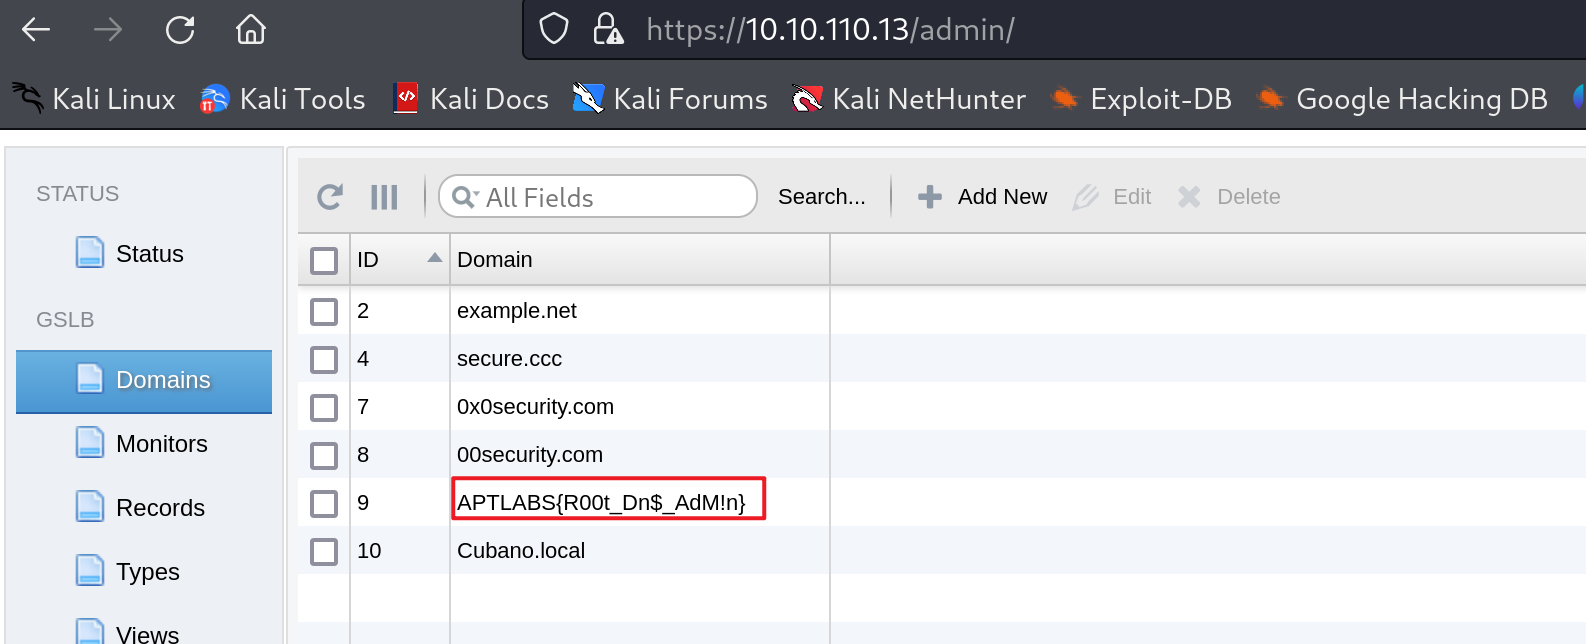 https://10.10.110.13/admin/
Kali Linux Kali Tools Kali Docs Kali Forums Kali NetHunter Exploit-DB Google Hacking DB
STATUS
Status
GSLB
Domains
Monitors
Records
Types
Views
All Fields Search... Add New Edit Delete
ID Domain
2 example.net
4 secure.ccc
7 0x0security.com
8 00security.com
9 APTLABS{R00t_Dn$_AdM!n}
10 Cubano.local